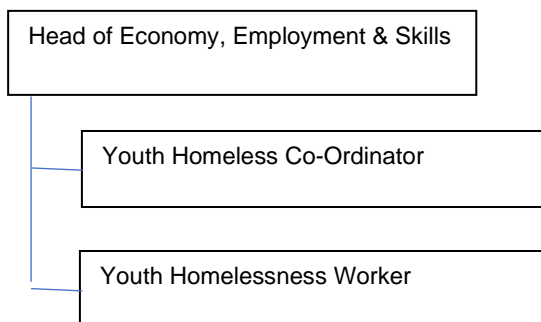 Head of Economy, Employment & Skills
Youth Homeless Co-Ordinator
Youth Homelessness Worker